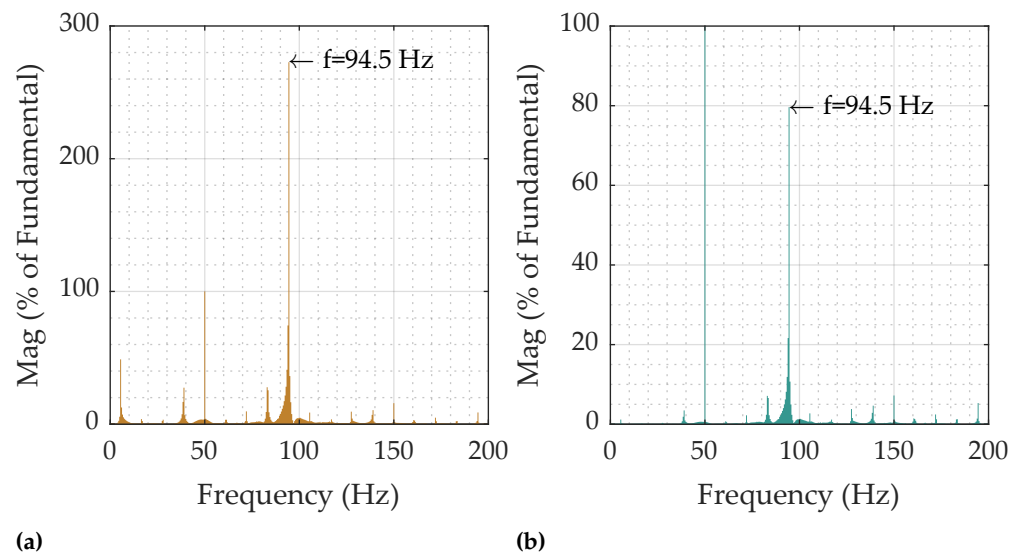 300
200
100
0
0
50
100
150
200
Mag (% of Fundamental)
Frequency (Hz)
← f=94.5 Hz
(a)
100
80
60
40
20
0
0
50
100
150
200
Mag (% of Fundamental)
Frequency (Hz)
← f=94.5 Hz
(b)